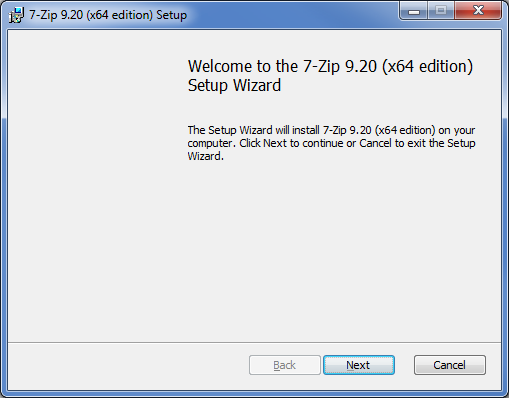 7-Zip 9.20 (x64 edition) Setup
Welcome to the 7-Zip 9.20 (x64 edition)
Setup Wizard
The Setup Wizard will install 7-Zip 9.20 (x64 edition) on your
computer. Click Next to continue or Cancel to exit the Setup
Wizard.
Back
Next
Cancel